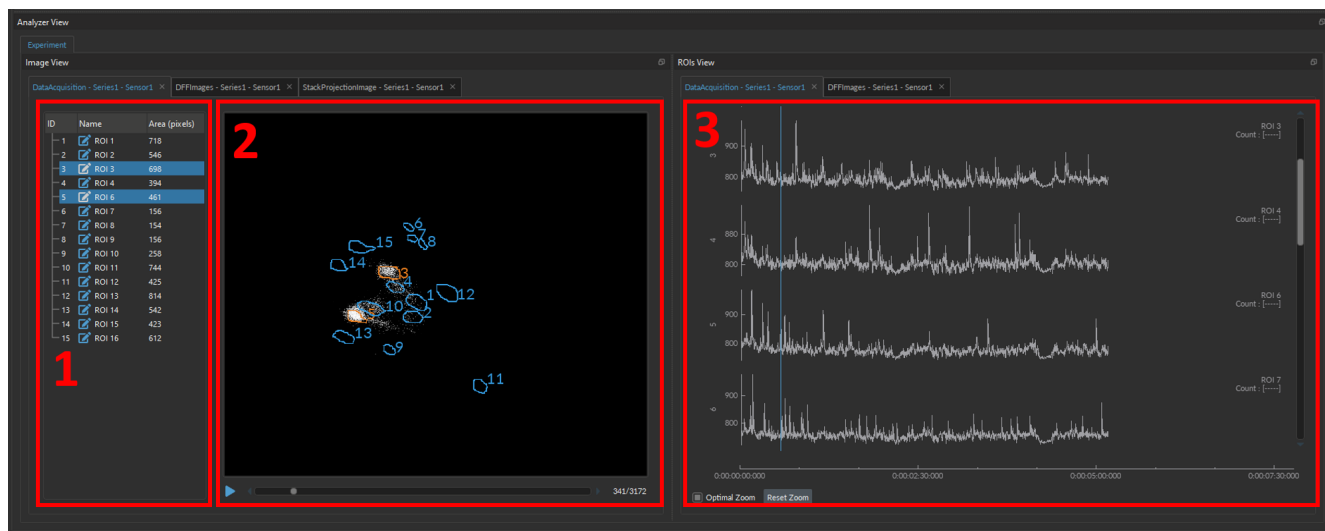 Analyzer View
Experiment
Image View
ROIs View
DataAcquisition - Series1 - Sensor1 ×
DFFImages - Series1 - Sensor1 ×
StackProjectionImage - Series1 - Sensor1 ×
DataAcquisition - Series1 - Sensor1 ×
DFFImages - Series1 - Sensor1 ×
ID Name Area (pixels)
1 ROI 1 718
2 ROI 2 546
3 ROI 3 698
4 ROI 4 394
5 ROI 6 461
6 ROI 7 156
7 ROI 8 154
8 ROI 9 156
9 ROI 10 258
10 ROI 11 744
11 ROI 12 425
12 ROI 13 814
13 ROI 14 542
14 ROI 15 423
15 ROI 16 612
1
2
6
7
8
15
14
3
4
12
1
10
2
13
9
11
341/3172
3
ROI 3
Count : [-----]
900
3
800
ROI 4
Count : [-----]
880
4
800
ROI 6
Count : [-----]
900
5
800
ROI 7
Count : [-----]
900
6
800
0:00:00:00:000 0:00:02:30:000 0:00:05:00:000 0:00:07:30:000
Optimal Zoom Reset Zoom